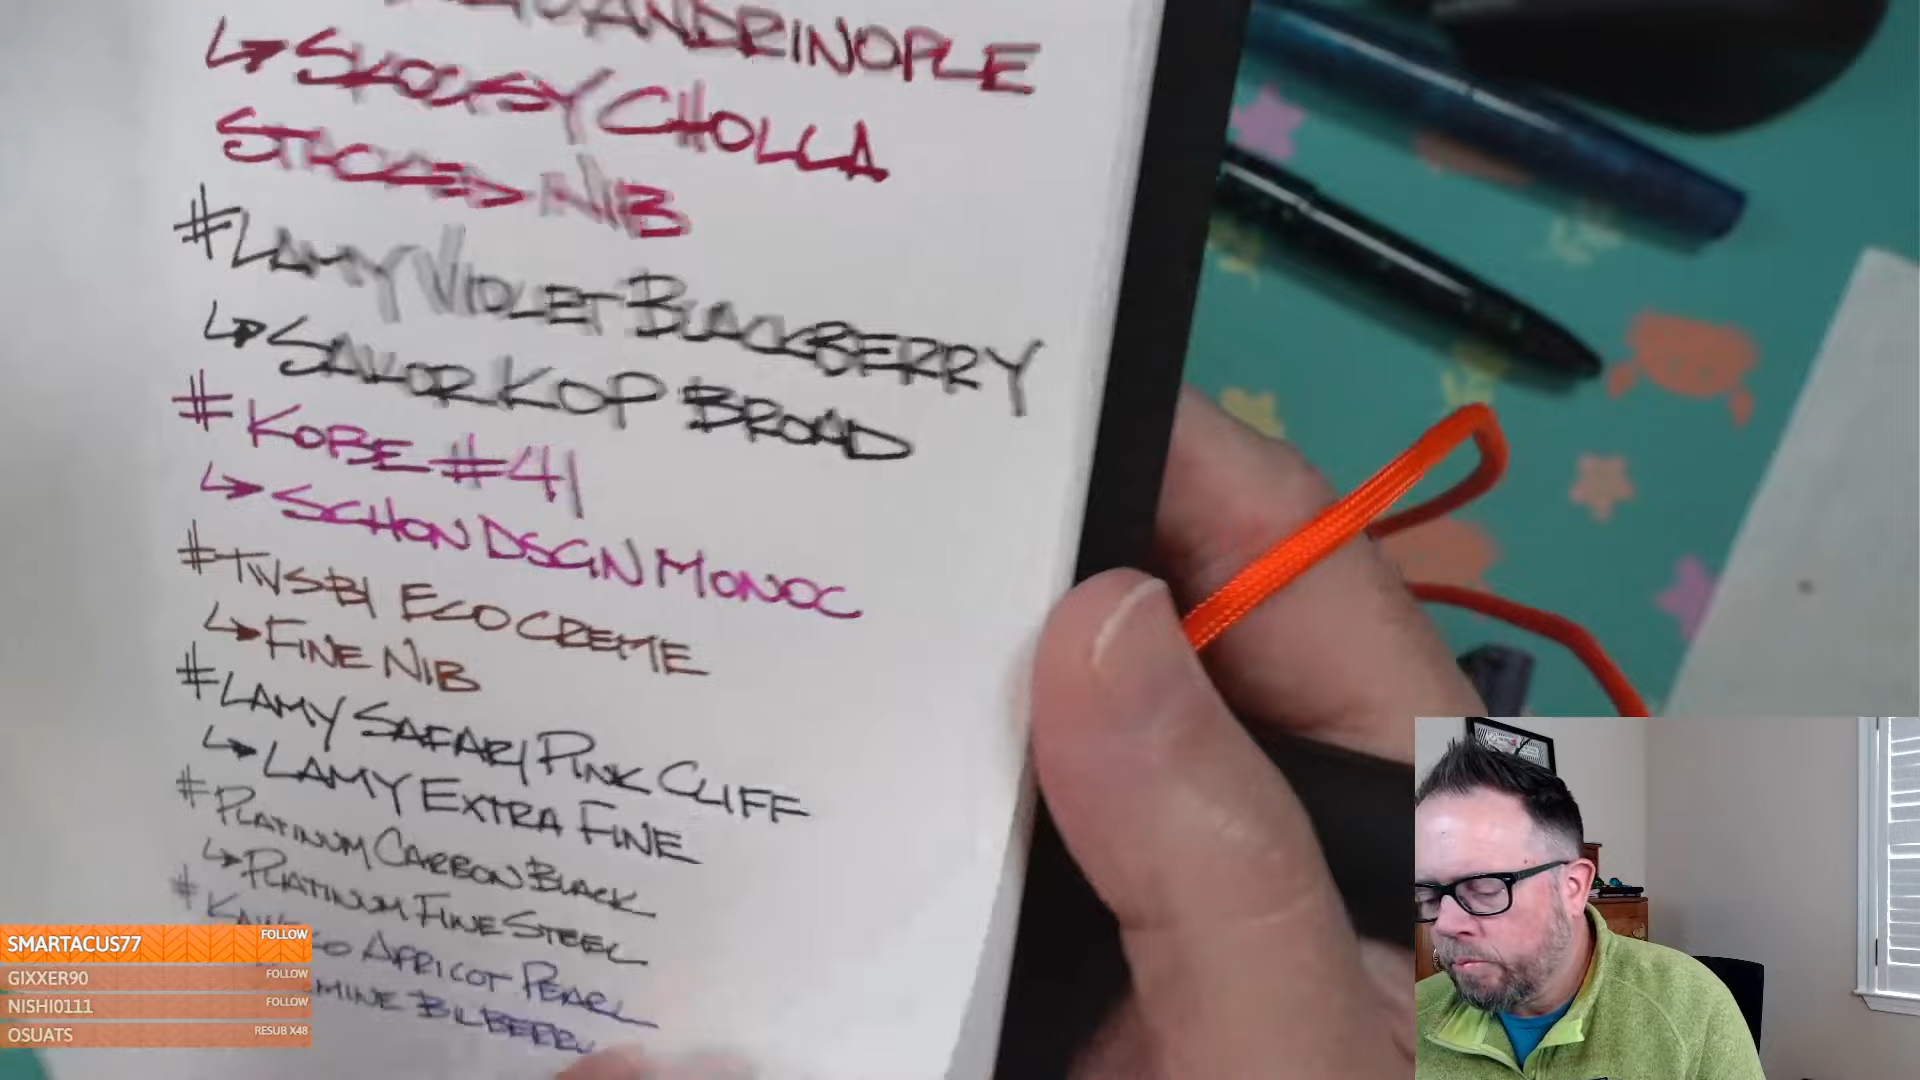 ANDRINOPLE
↳ SKOGSY CHOLLA
STACKED NIB
# LAMY VIOLET BLACKBERRY
↳ SAILOR KOP BROAD
# KOBE #41
↳ SCHON DSGN MONOC
# TWSBI ECO CREME
↳ FINE NIB
# LAMY SAFARI PINK CLIFF
↳ LAMY EXTRA FINE
# PLATINUM CARBON BLACK
↳ PLATINUM FINE STEEL
# APRICOT PEARL
BILBERRY
SMARTACUS77 FOLLOW
GIXXER90 FOLLOW
NISHI0111 FOLLOW
OSUATS RESUB X48